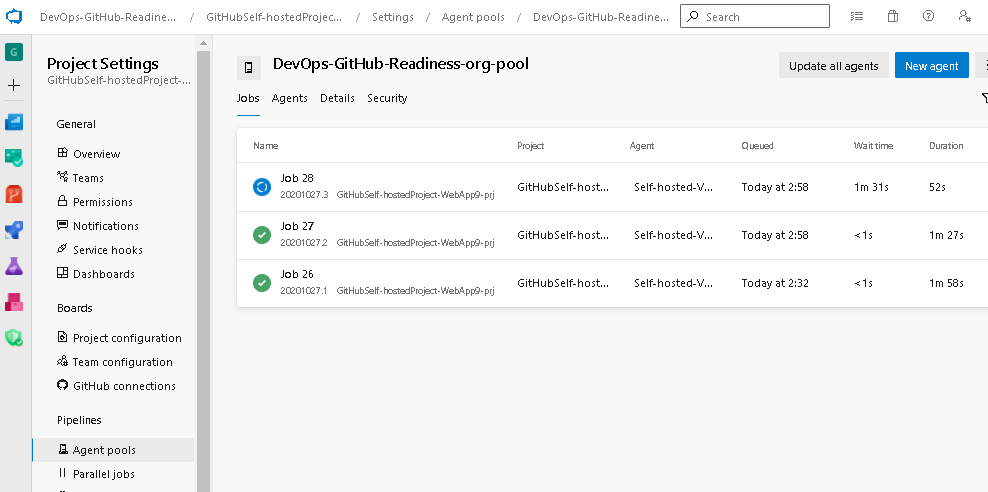 DevOps-GitHub-Readine... / GitHubSelf-hostedProjec... / Settings / Agent pools / DevOps-GitHub-Readine... Search
G
Project Settings
GitHubSelf-hostedProject-...
General
Overview
Teams
Permissions
Notifications
Service hooks
Dashboards
Boards
Project configuration
Team configuration
GitHub connections
Pipelines
Agent pools
Parallel jobs
DevOps-GitHub-Readiness-org-pool
Update all agents New agent
Jobs Agents Details Security
Name Project Agent Queued Wait time Duration
Job 28
20201027.3 GitHubSelf-hostedProject-WebApp9-prj GitHubSelf-host... Self-hosted-V... Today at 2:58 1m 31s 52s
Job 27
20201027.2 GitHubSelf-hostedProject-WebApp9-prj GitHubSelf-host... Self-hosted-V... Today at 2:58 <1s 1m 27s
Job 26
20201027.1 GitHubSelf-hostedProject-WebApp9-prj GitHubSelf-host... Self-hosted-V... Today at 2:32 <1s 1m 58s